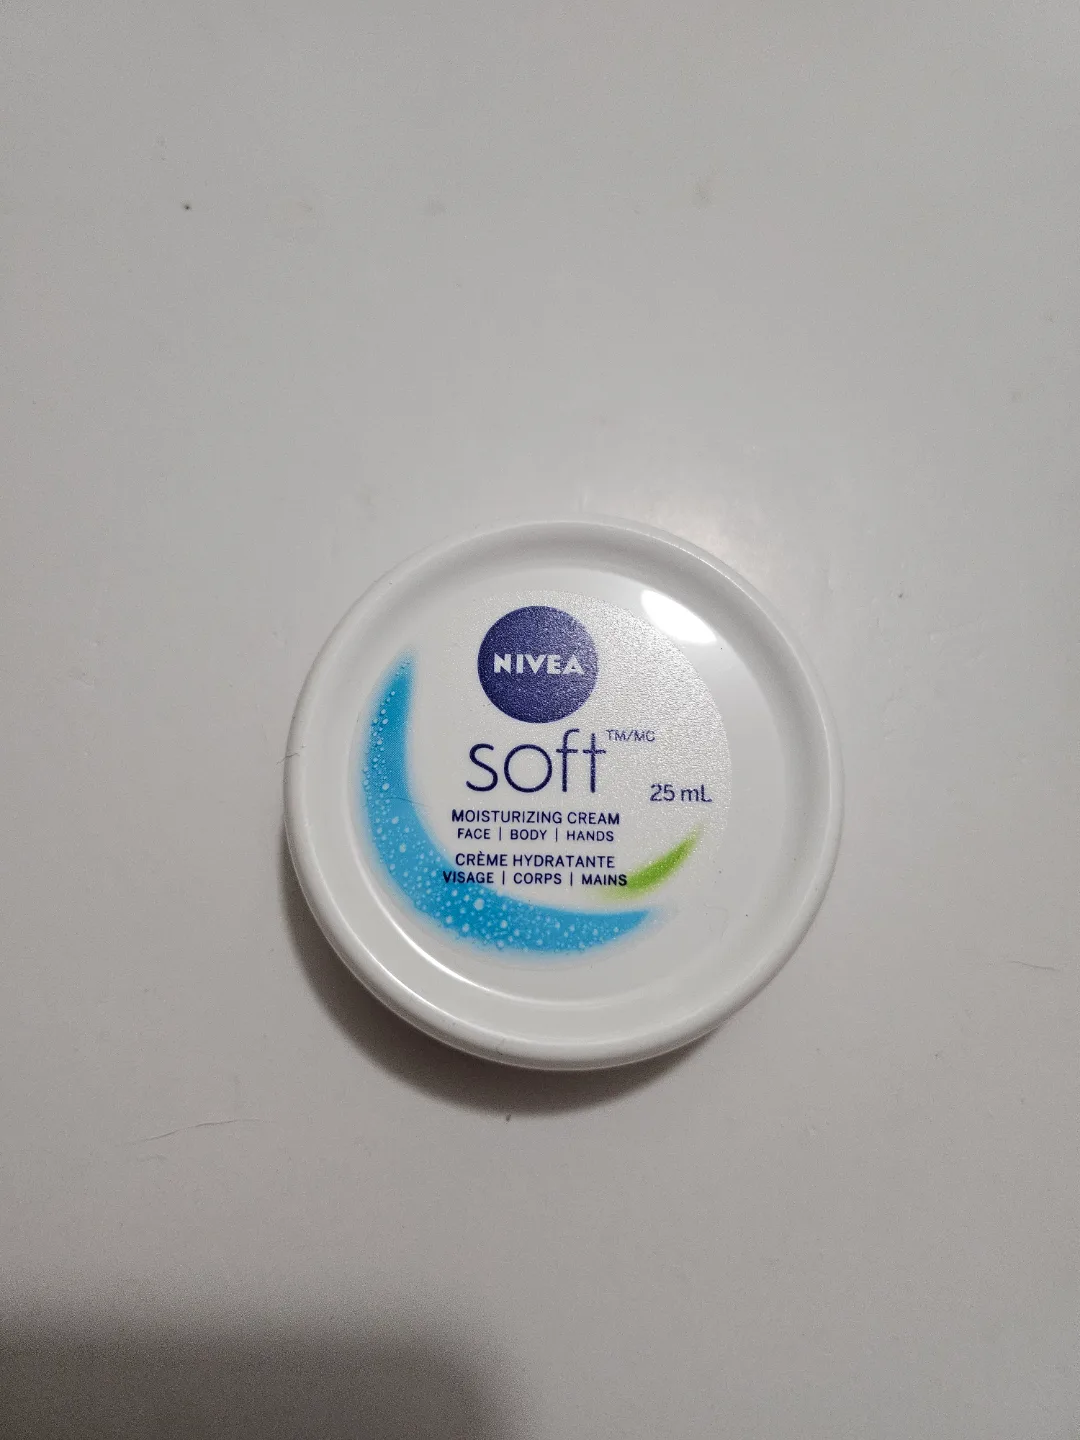 NIVEA
soft TM/MC
25 mL
MOISTURIZING CREAM
FACE | BODY | HANDS
CRÈME HYDRATANTE
VISAGE | CORPS | MAINS